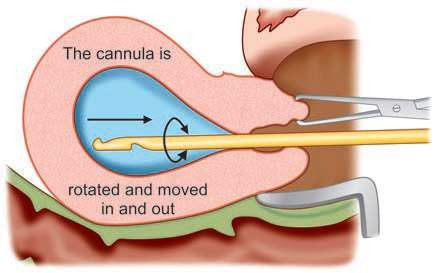 The cannula is
rotated and moved
in and out